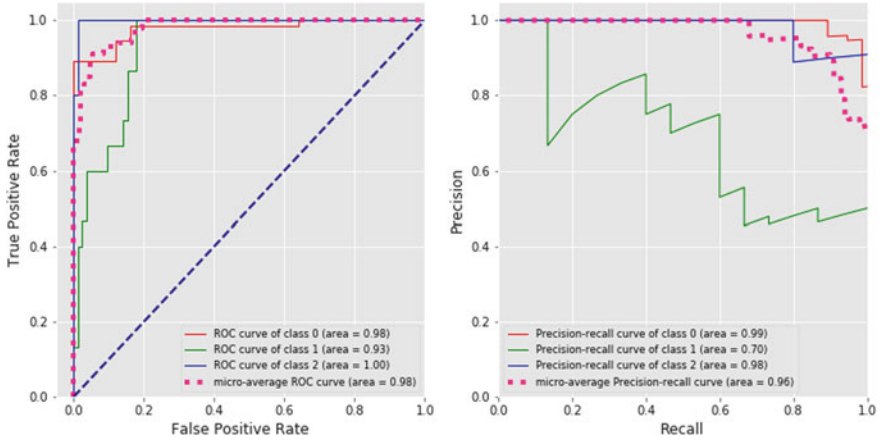 1.0
0.8
0.6
0.4
0.2
0.0
True Positive Rate
ROC curve of class 0 (area = 0.98)
ROC curve of class 1 (area = 0.93)
ROC curve of class 2 (area = 1.00)
micro-average ROC curve (area = 0.98)
0.0 0.2 0.4 0.6 0.8 1.0
False Positive Rate
1.0
0.8
0.6
0.4
0.2
0.0
Precision
Precision-recall curve of class 0 (area = 0.99)
Precision-recall curve of class 1 (area = 0.70)
Precision-recall curve of class 2 (area = 0.98)
micro-average Precision-recall curve (area = 0.96)
0.0 0.2 0.4 0.6 0.8 1.0
Recall